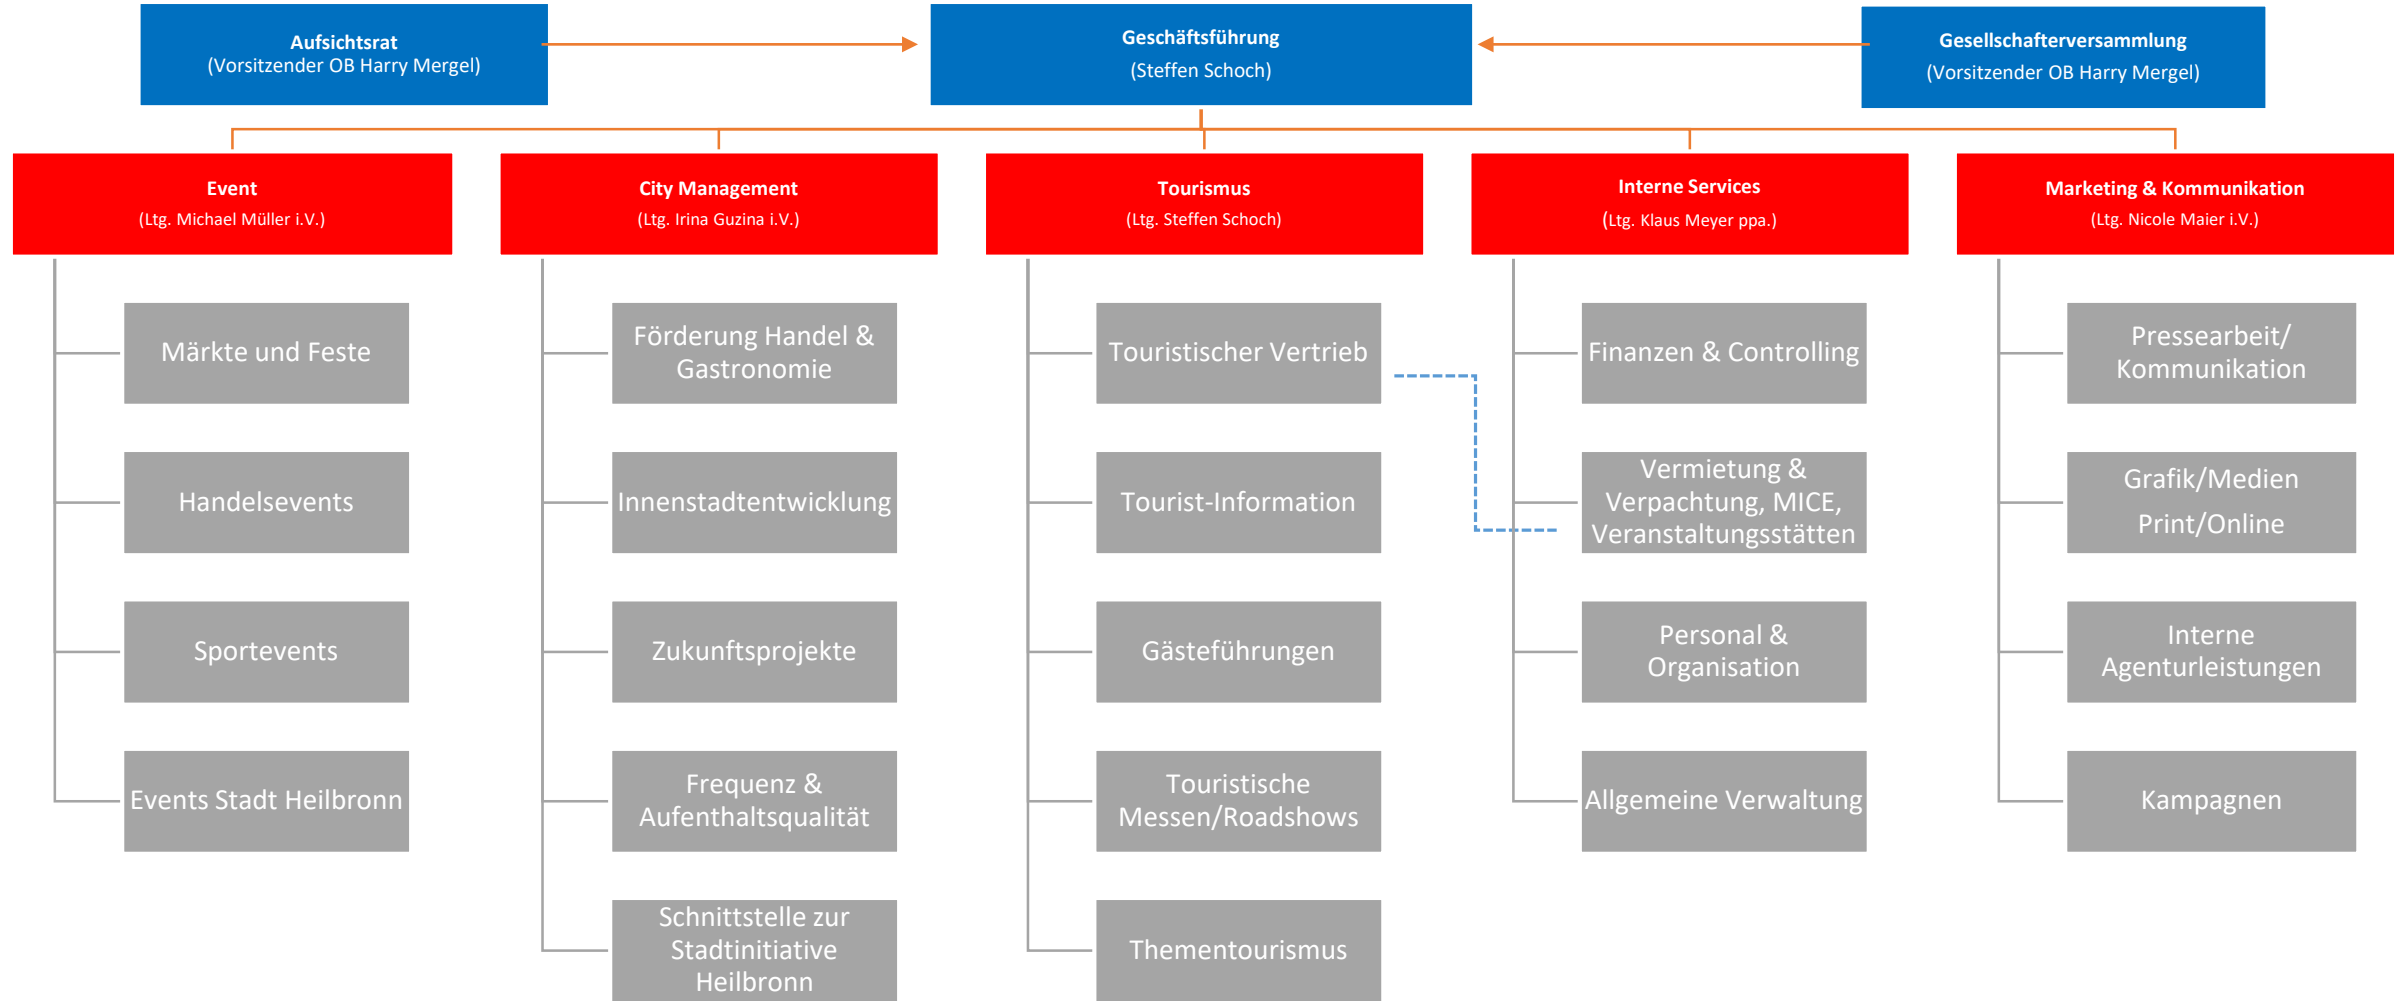 Aufsichtsrat
(Vorsitzender OB Harry Mergel)
Geschäftsführung
(Steffen Schoch)
Gesellschafterversammlung
(Vorsitzender OB Harry Mergel)
Event
(Ltg. Michael Müller i.V.)
City Management
(Ltg. Irina Guzina i.V.)
Tourismus
(Ltg. Steffen Schoch)
Interne Services
(Ltg. Klaus Meyer ppa.)
Marketing & Kommunikation
(Ltg. Nicole Maier i.V.)
Märkte und Feste
Handelsevents
Sportevents
Events Stadt Heilbronn
Förderung Handel &
Gastronomie
Innenstadtentwicklung
Zukunftsprojekte
Frequenz &
Aufenthaltsqualität
Schnittstelle zur
Stadtinitiative
Heilbronn
Touristischer Vertrieb
Tourist-Information
Gästeführungen
Touristische
Messen/Roadshows
Thementourismus
Finanzen & Controlling
Vermietung &
Verpachtung, MICE,
Veranstaltungsstätten
Personal &
Organisation
Allgemeine Verwaltung
Pressearbeit/
Kommunikation
Grafik/Medien
Print/Online
Interne
Agenturleistungen
Kampagnen